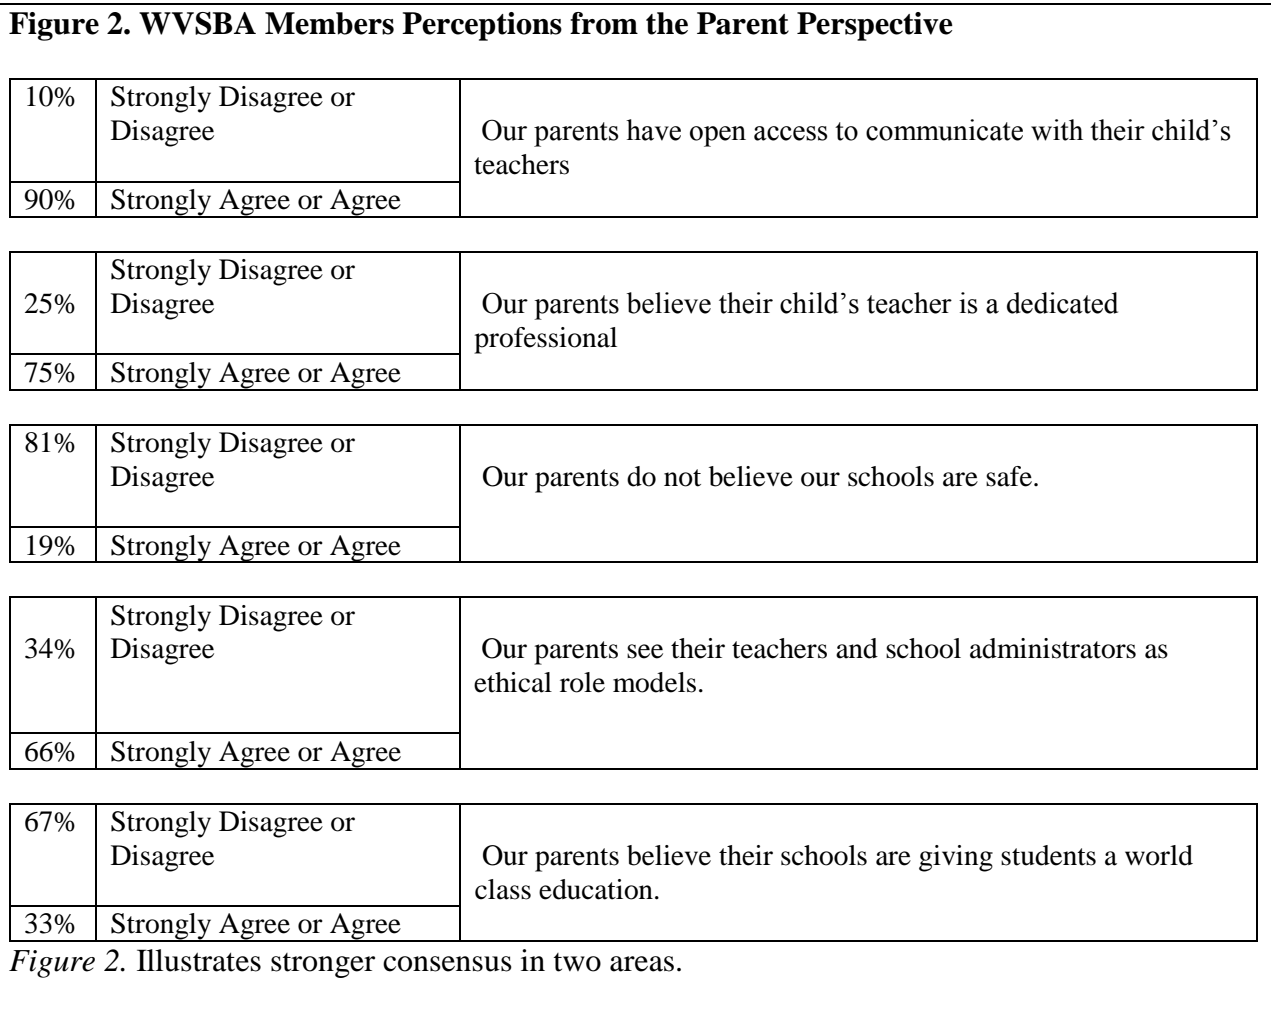 Figure 2. WVSBA Members Perceptions from the Parent Perspective
10% Strongly Disagree or
Disagree
Our parents have open access to communicate with their child’s
teachers
90% Strongly Agree or Agree
Strongly Disagree or
25% Disagree
Our parents believe their child’s teacher is a dedicated
professional
75% Strongly Agree or Agree
81% Strongly Disagree or
Disagree
Our parents do not believe our schools are safe.
19% Strongly Agree or Agree
Strongly Disagree or
34% Disagree
Our parents see their teachers and school administrators as
ethical role models.
66% Strongly Agree or Agree
67% Strongly Disagree or
Disagree
Our parents believe their schools are giving students a world
class education.
33% Strongly Agree or Agree
Figure 2. Illustrates stronger consensus in two areas.